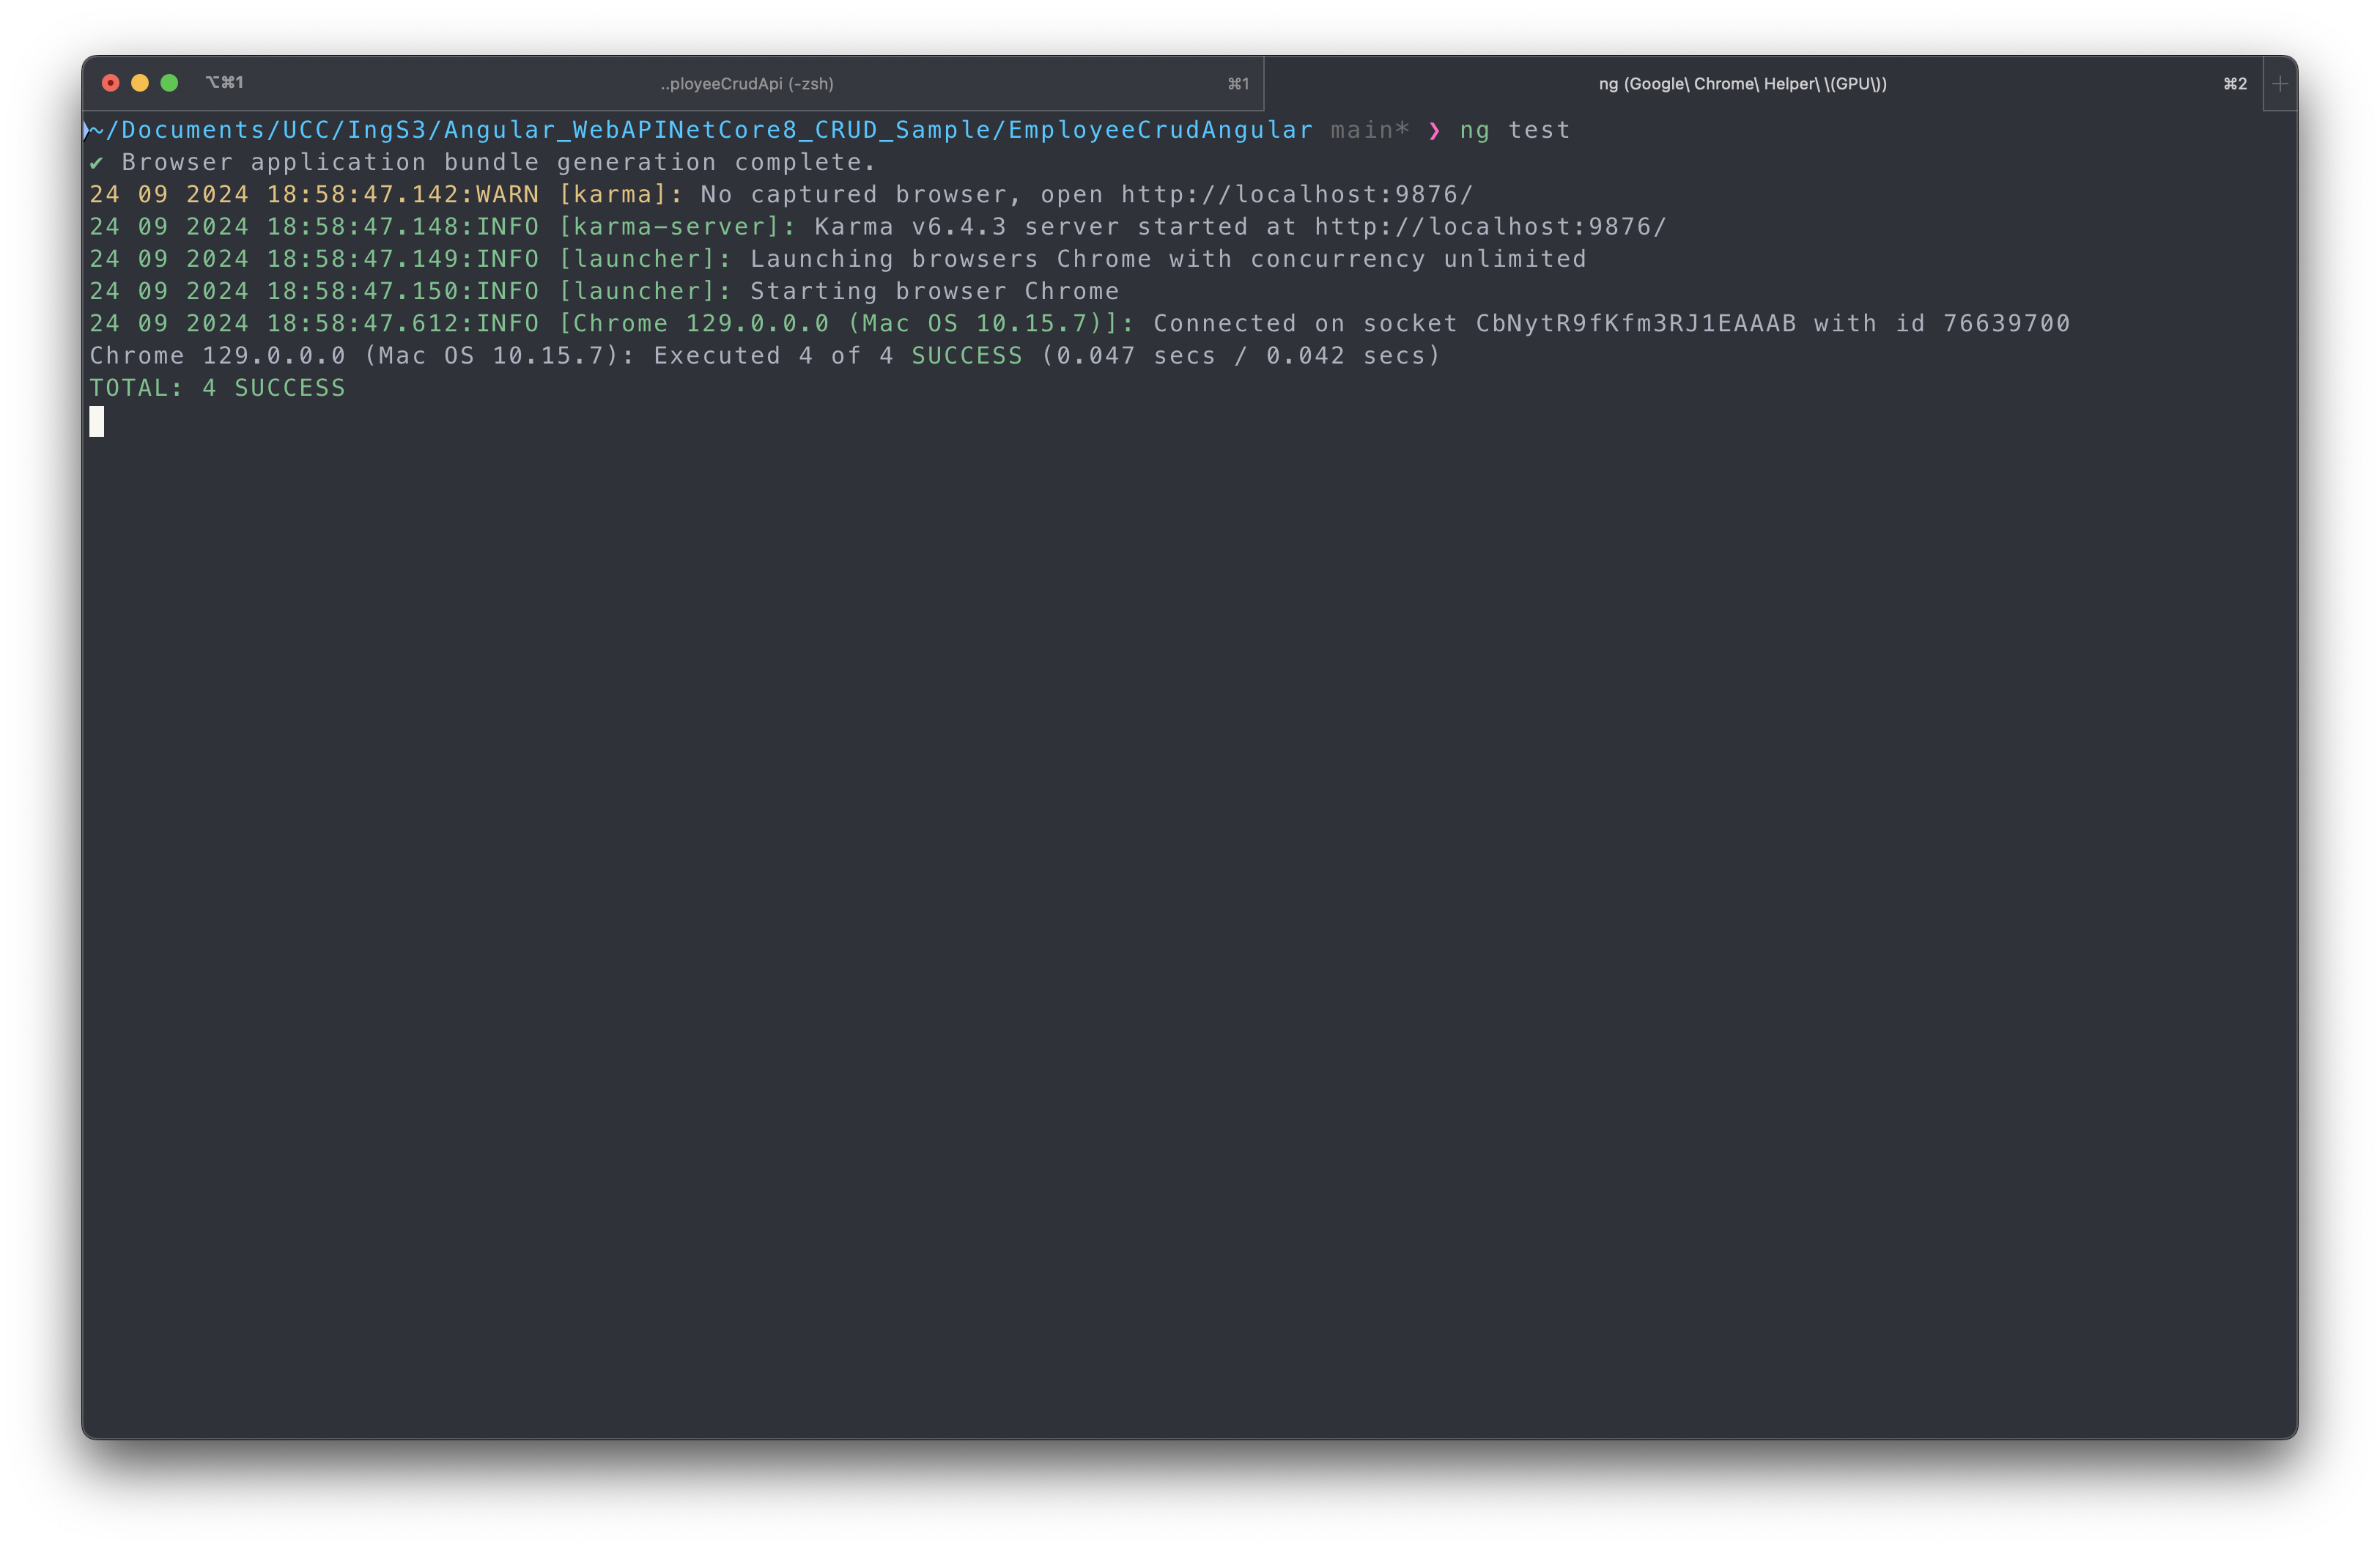 ⌥⌘1 ..ployeeCrudApi (-zsh) ⌘1 ng (Google\ Chrome\ Helper\ \(GPU\)) ⌘2 +
~/Documents/UCC/IngS3/Angular_WebAPINetCore8_CRUD_Sample/EmployeeCrudAngular main* ❯ ng test
✔ Browser application bundle generation complete.
24 09 2024 18:58:47.142:WARN [karma]: No captured browser, open http://localhost:9876/
24 09 2024 18:58:47.148:INFO [karma-server]: Karma v6.4.3 server started at http://localhost:9876/
24 09 2024 18:58:47.149:INFO [launcher]: Launching browsers Chrome with concurrency unlimited
24 09 2024 18:58:47.150:INFO [launcher]: Starting browser Chrome
24 09 2024 18:58:47.612:INFO [Chrome 129.0.0.0 (Mac OS 10.15.7)]: Connected on socket CbNytR9fKfm3RJ1EAAAB with id 76639700
Chrome 129.0.0.0 (Mac OS 10.15.7): Executed 4 of 4 SUCCESS (0.047 secs / 0.042 secs)
TOTAL: 4 SUCCESS